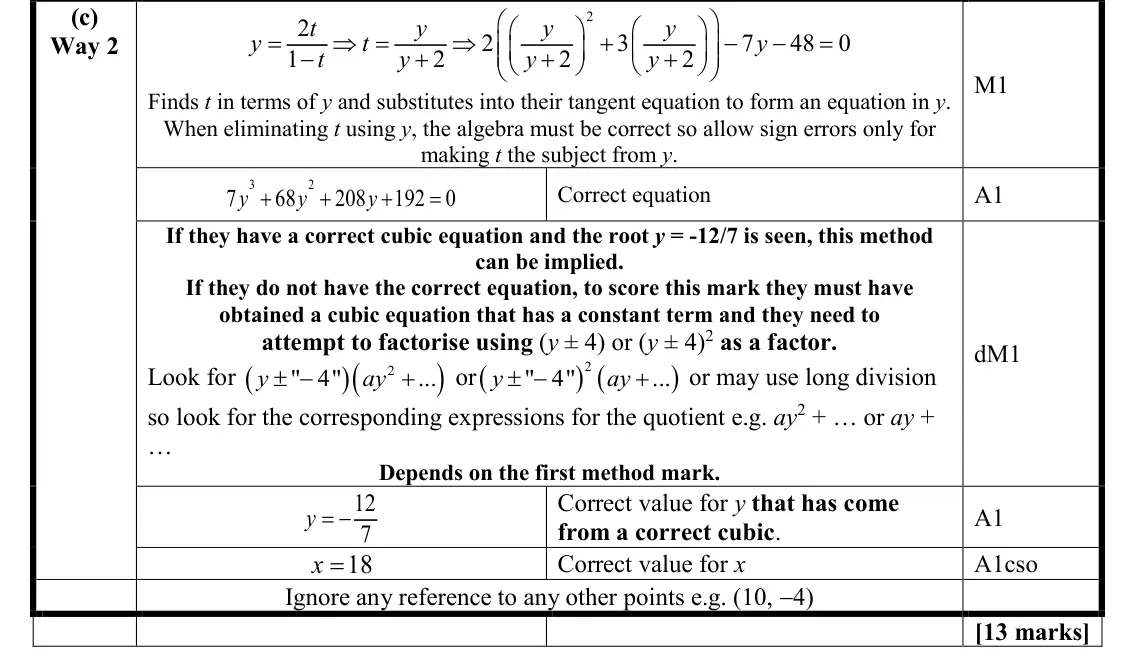 (c)
Way 2
y = 2t/(1 − t) ⇒ t = y/(y + 2) ⇒ 2((y/(y + 2))² + 3(y/(y + 2))) − 7y − 48 = 0
M1
Finds t in terms of y and substitutes into their tangent equation to form an equation in y.
When eliminating t using y, the algebra must be correct so allow sign errors only for
making t the subject from y.
7y³ + 68y² + 208y + 192 = 0
Correct equation
A1
If they have a correct cubic equation and the root y = -12/7 is seen, this method
can be implied.
If they do not have the correct equation, to score this mark they must have
obtained a cubic equation that has a constant term and they need to
attempt to factorise using (y ± 4) or (y ± 4)² as a factor.
Look for (y ± "− 4")(ay² + ...) or (y ± "− 4")² (ay + ...) or may use long division
so look for the corresponding expressions for the quotient e.g. ay² + … or ay +
…
Depends on the first method mark.
dM1
y = −12/7
Correct value for y that has come
from a correct cubic.
A1
x = 18
Correct value for x
A1cso
Ignore any reference to any other points e.g. (10, −4)
[13 marks]